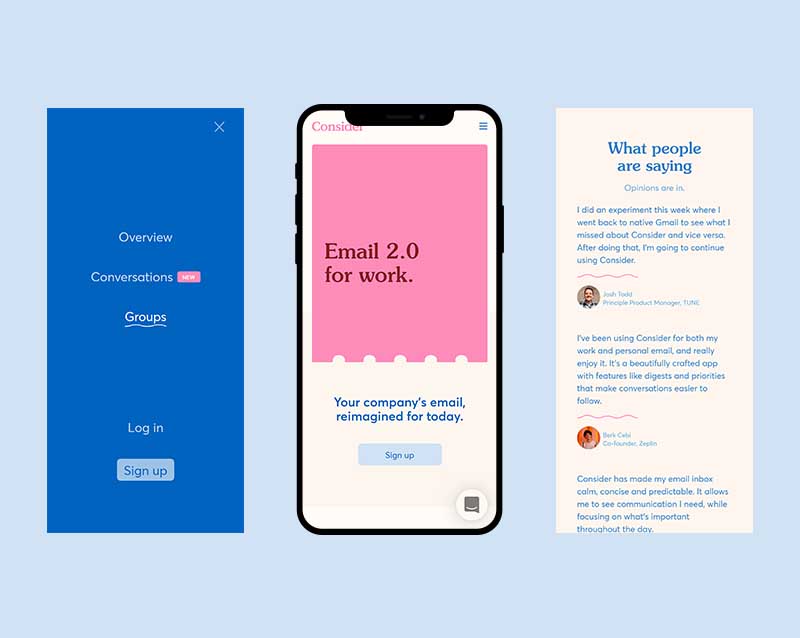 Overview
Conversations NEW
Groups
Log in
Sign up
Consider
Email 2.0
for work.
Your company's email,
reimagined for today.
Sign up
What people
are saying
Opinions are in.
I did an experiment this week where I
went back to native Gmail to see what I
missed about Consider and vice versa.
After doing that, I'm going to continue
using Consider.
Josh Todd
Principle Product Manager, TUNE
I've been using Consider for both my
work and personal email, and really
enjoy it. It's a beautifully crafted app
with features like digests and priorities
that make conversations easier to
follow.
Berk Cebi
Co-founder, Zeplin
Consider has made my email inbox
calm, concise and predictable. It allows
me to see communication I need, while
focusing on what's important
throughout the day.